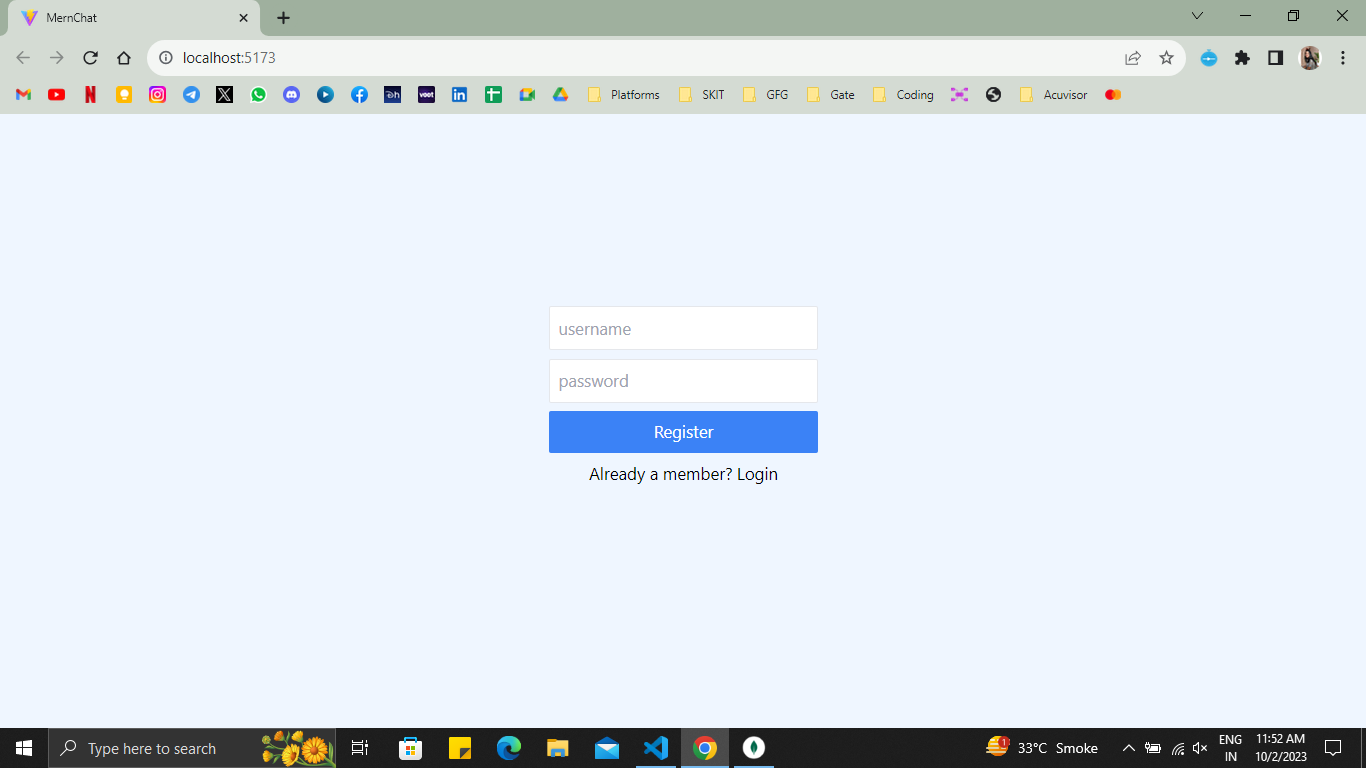 MernChat
localhost:5173
Platforms SKIT GFG Gate Coding Acuvisor
username
password
Register
Already a member? Login
Type here to search
33°C Smoke
ENG
IN
11:52 AM
10/2/2023